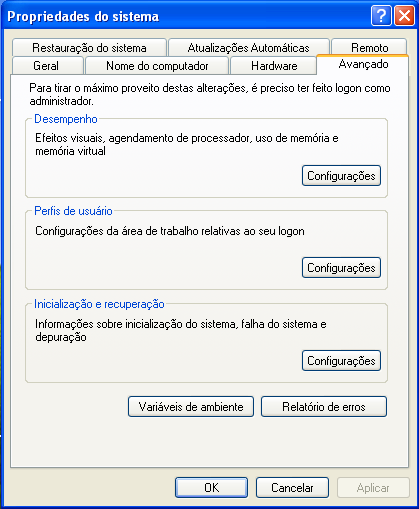 Propriedades do sistema
Restauração do sistema
Atualizações Automáticas
Remoto
Geral
Nome do computador
Hardware
Avançado
Para tirar o máximo proveito destas alterações, é preciso ter feito logon como
administrador.
Desempenho
Efeitos visuais, agendamento de processador, uso de memória e
memória virtual
Configurações
Perfis de usuário
Configurações da área de trabalho relativas ao seu logon
Configurações
Inicialização e recuperação
Informações sobre inicialização do sistema, falha do sistema e
depuração
Configurações
Variáveis de ambiente
Relatório de erros
OK
Cancelar
Aplicar